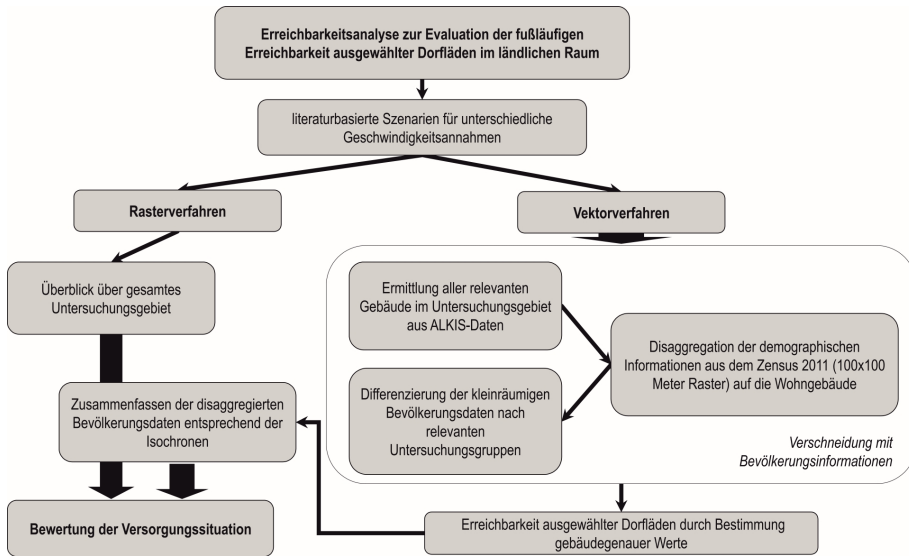 Erreichbarkeitsanalyse zur Evaluation der fußläufigen
Erreichbarkeit ausgewählter Dorfläden im ländlichen Raum
literaturbasierte Szenarien für unterschiedliche
Geschwindigkeitsannahmen
Rasterverfahren
Vektorverfahren
Überblick über gesamtes
Untersuchungsgebiet
Ermittlung aller relevanten
Gebäude im Untersuchungsgebiet
aus ALKIS-Daten
Disaggregation der demographischen
Informationen aus dem Zensus 2011 (100x100
Meter Raster) auf die Wohngebäude
Differenzierung der kleinräumigen
Bevölkerungsdaten nach
relevanten
Untersuchungsgruppen
Verschneidung mit
Bevölkerungsinformationen
Zusammenfassen der disaggregierten
Bevölkerungsdaten entsprechend der
Isochronen
Erreichbarkeit ausgewählter Dorfläden durch Bestimmung
gebäudegenauer Werte
Bewertung der Versorgungssituation